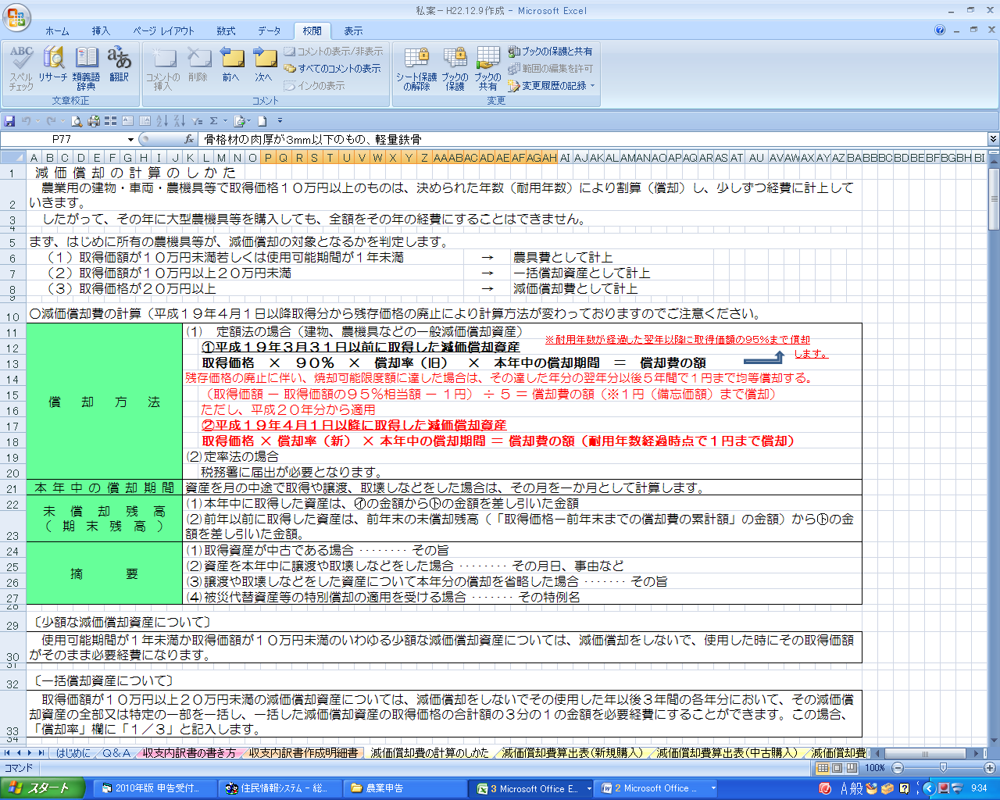 私案－H22.12.9作成 - Microsoft Excel
ホーム 挿入 ページ レイアウト 数式 データ 校閲 表示
スペル チェック リサーチ 類義語 辞典 翻訳 コメントの 挿入 削除 前へ 次へ
コメントの表示/非表示
すべてのコメントの表示
インクの表示
シート保護 の解除 ブックの 保護 ブックの 共有
ブックの保護と共有
範囲の編集を許可
変更履歴の記録
文章校正 コメント 変更
P77 fx 骨格材の肉厚が3mm以下のもの、軽量鉄骨
A B C D E F G H I J K L M N O P Q R S T U V W X Y Z AA AB AC AD AE AF AG AH AI AJ AK AL AM AN AO AP AQ AR AS AT AU AV AW AX AY AZ BA BB BC BD BE BF BG BH BI
1 減価償却の計算のしかた
2 農業用の建物・車両・農機具等で取得価格１０万円以上のものは、決められた年数（耐用年数）により割算（償却）し、少しずつ経費に計上して
いきます。
3 したがって、その年に大型農機具等を購入しても、全額をその年の経費にすることはできません。
4
5 まず、はじめに所有の農機具等が、減価償却の対象となるかを判定します。
6 （１）取得価額が１０万円未満若しくは使用可能期間が１年未満 → 農具費として計上
7 （２）取得価額が１０万円以上２０万円未満 → 一括償却資産として計上
8 （３）取得価格が２０万円以上 → 減価償却費として計上
9
10 〇減価償却費の計算（平成１９年４月１日以降取得分から残存価格の廃止により計算方法が変わっておりますのでご注意ください。
11 (1) 定額法の場合（建物、農機具などの一般減価償却資産）
12 ①平成１９年３月３１日以前に取得した減価償却資産 ※耐用年数が経過した翌年以降に取得価額の95％まで償却
します。
13 取得価格 × ９０％ × 償却率（旧） × 本年中の償却期間 ＝ 償却費の額
14 残存価格の廃止に伴い、焼却可能限度額に達した場合は、その達した年分の翌年分以後５年間で１円まで均等償却する。
15 償却方法 （取得価額 － 取得価額の９５％相当額 － １円） ÷ ５ ＝ 償却費の額（※１円（備忘価額）まで償却）
16 ただし、平成２０年分から適用
17 ②平成１９年４月１日以降に取得した減価償却資産
18 取得価格 × 償却率（新） × 本年中の償却期間 ＝ 償却費の額（耐用年数経過時点で１円まで償却）
19 (2)定率法の場合
20 税務署に届出が必要となります。
21 本年中の償却期間 資産を月の中途で取得や譲渡、取壊しなどをした場合は、その月を一か月として計算します。
22 未償却残高 (1)本年中に取得した資産は、㋑の金額から㋣の金額を差し引いた金額
（期末残高） (2)前年以前に取得した資産は、前年末の未償却残高（「取得価格－前年末までの償却費の累計額」の金額）から㋣の金
23 額を差し引いた金額。
24 (1)取得資産が中古である場合 ‥‥‥‥ その旨
25 摘要 (2)資産を本年中に譲渡や取壊しなどをした場合 ‥‥‥‥ その月日、事由など
26 (3)譲渡や取壊しなどをした資産について本年分の償却を省略した場合 ‥‥‥‥ その旨
27 (4)被災代替資産等の特別償却の適用を受ける場合 ‥‥‥‥ その特例名
28
29 〔少額な減価償却資産について〕
30 使用可能期間が１年未満か取得価額が１０万円未満のいわゆる少額な減価償却資産については、減価償却をしないで、使用した時にその取得価額
がそのまま必要経費になります。
31
32 〔一括償却資産について〕
33 取得価額が１０万円以上２０万円未満の減価償却資産については、減価償却をしないでその使用した年以後３年間の各年分において、その減価償
却資産の全部又は特定の一部を一括し、一括した減価償却資産の取得価格の合計額の３分の１の金額を必要経費にすることができます。この場合、
「償却率」欄に「１／３」と記入します。
34
はじめに Q＆A 収支内訳書の書き方 収支内訳書作成明細書 減価償却費の計算のしかた 減価償却費算出表（新規購入） 減価償却費算出表（中古購入） 減価償却費
コマンド 100%
スタート 2010年版 申告受付... 住民情報システム - 総... 農業申告 3 Microsoft Office E... 2 Microsoft Office ... A 般 9:34